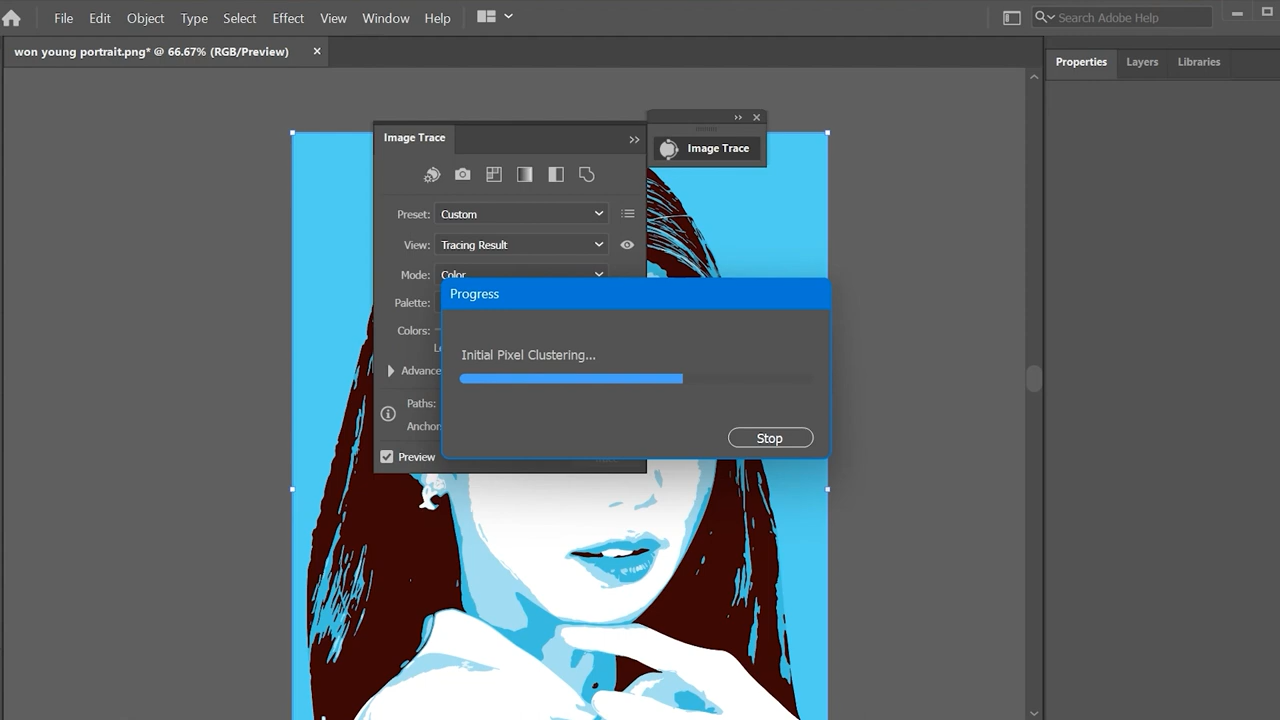 File Edit Object Type Select Effect View Window Help Search Adobe Help
won young portrait.png* @ 66.67% (RGB/Preview) ×
Properties Layers Libraries
Image Trace
Image Trace
Preset: Custom
View: Tracing Result
Mode: Color
Progress
Palette:
Colors:
Initial Pixel Clustering...
Advance
Paths:
Anchor
Stop
Preview